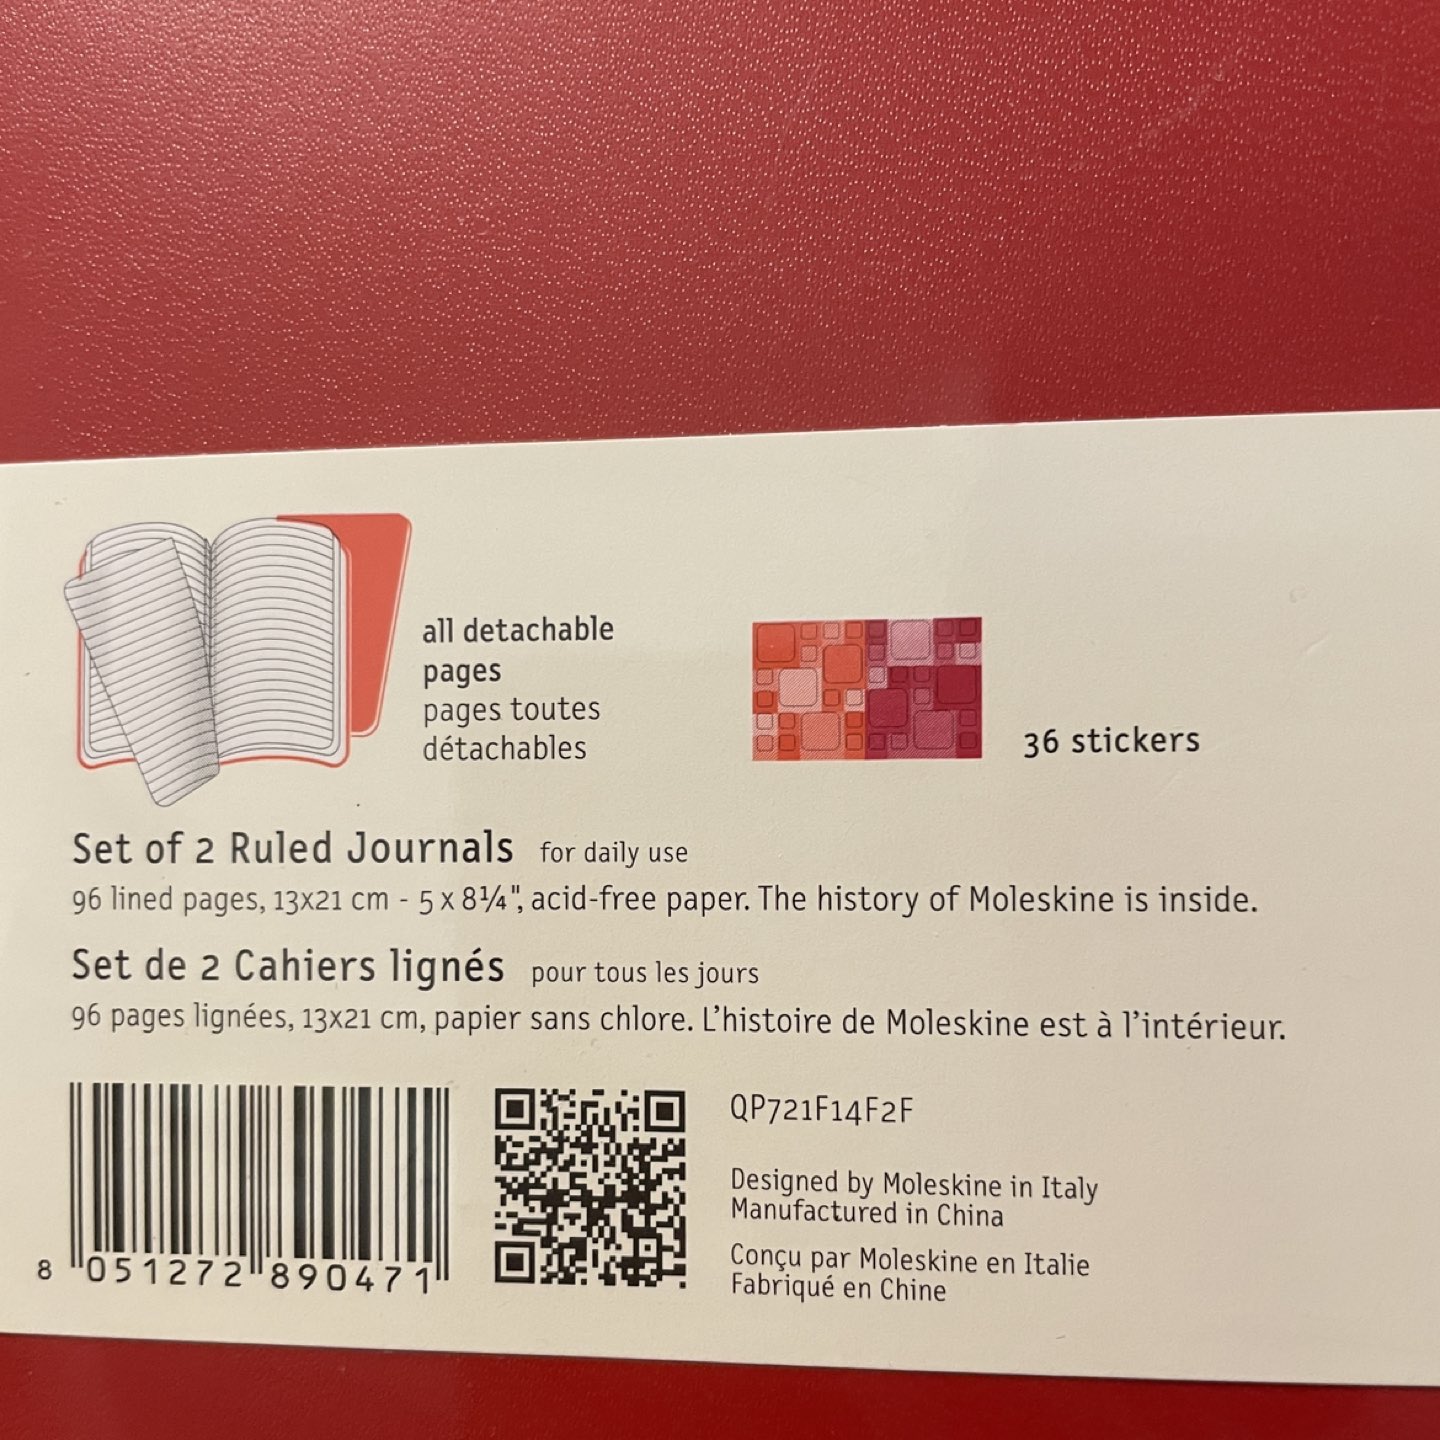 all detachable
pages
pages toutes
détachables
36 stickers
Set of 2 Ruled Journals for daily use
96 lined pages, 13x21 cm - 5 x 8¼", acid-free paper. The history of Moleskine is inside.
Set de 2 Cahiers lignés pour tous les jours
96 pages lignées, 13x21 cm, papier sans chlore. L'histoire de Moleskine est à l'intérieur.
8 051272 890471
QP721F14F2F
Designed by Moleskine in Italy
Manufactured in China
Conçu par Moleskine en Italie
Fabriqué en Chine